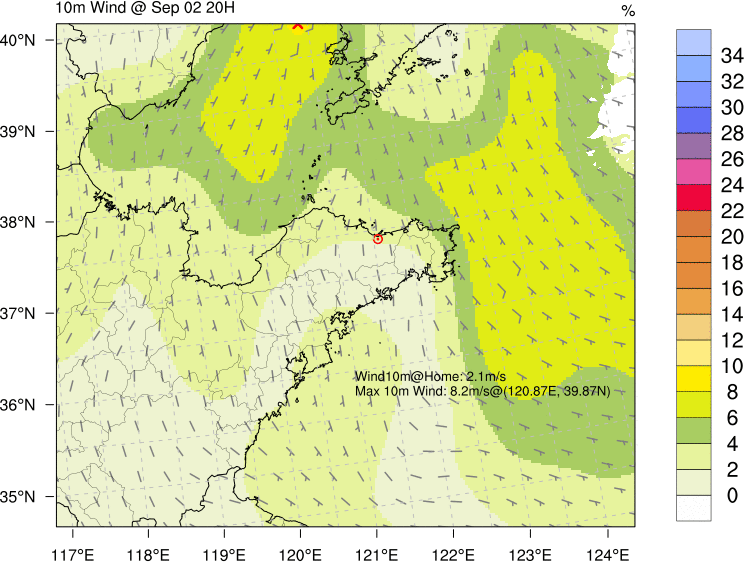 10m Wind @ Sep 02 20H
%
40°N
39°N
38°N
37°N
36°N
35°N
Wind10m@Home: 2.1m/s
Max 10m Wind: 8.2m/s@(120.87E, 39.87N)
117°E 118°E 119°E 120°E 121°E 122°E 123°E 124°E
34
32
30
28
26
24
22
20
18
16
14
12
10
8
6
4
2
0